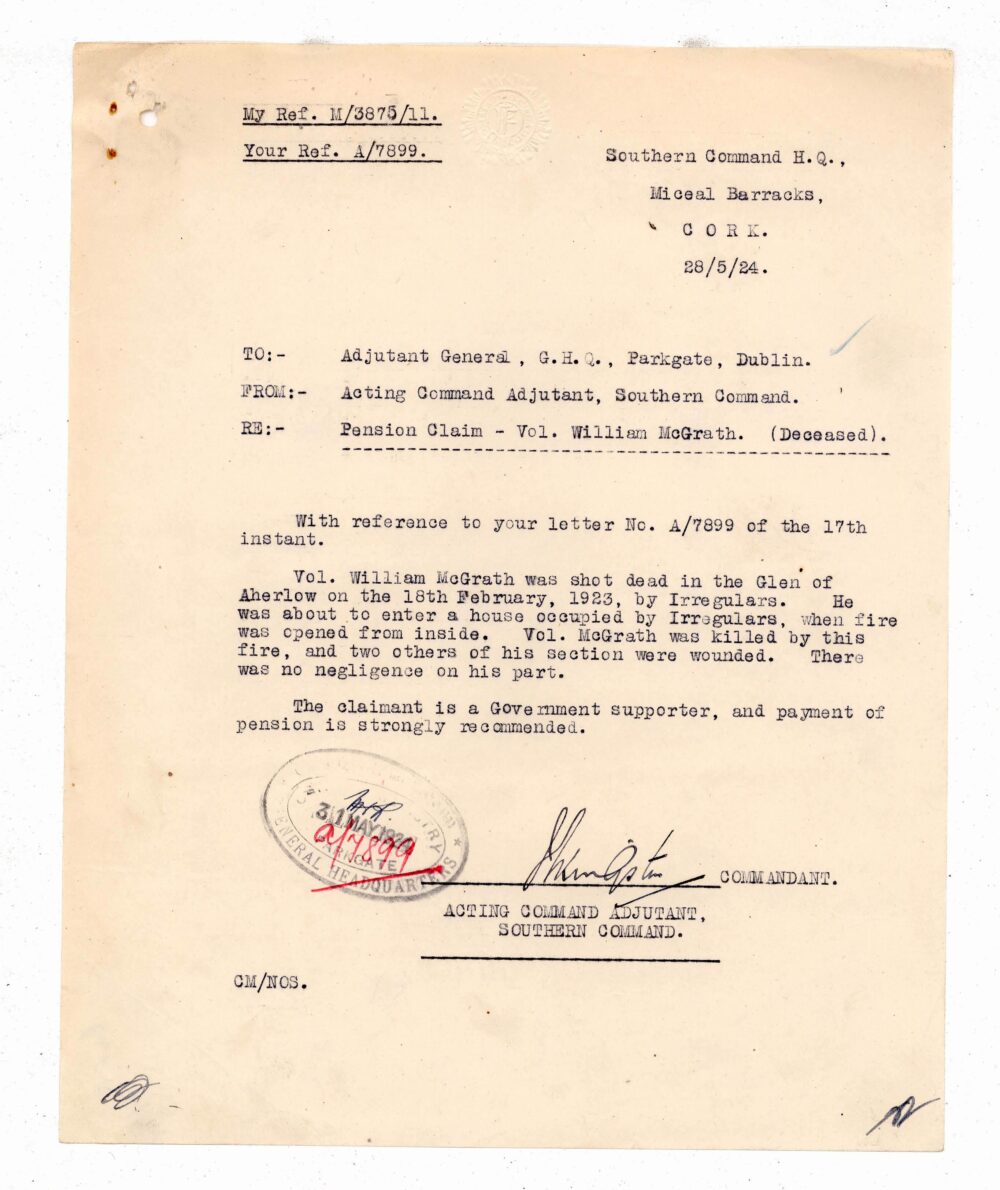 My Ref. M/3875/11.
Your Ref. A/7899.
Southern Command H.Q.,
Miceal Barracks,
C O R K.
28/5/24.
TO:- Adjutant General, G.H.Q., Parkgate, Dublin.
FROM:- Acting Command Adjutant, Southern Command.
RE:- Pension Claim - Vol. William McGrath. (Deceased).
With reference to your letter No. A/7899 of the 17th
instant.
Vol. William McGrath was shot dead in the Glen of
Aherlow on the 18th February, 1923, by Irregulars. He
was about to enter a house occupied by Irregulars, when fire
was opened from inside. Vol. McGrath was killed by this
fire, and two others of his section were wounded. There
was no negligence on his part.
The claimant is a Government supporter, and payment of
pension is strongly recommended.
31 MAY 192
a/7899
PARKGATE
GENERAL HEADQUARTERS
COMMANDANT.
ACTING COMMAND ADJUTANT,
SOUTHERN COMMAND.
CM/NOS.